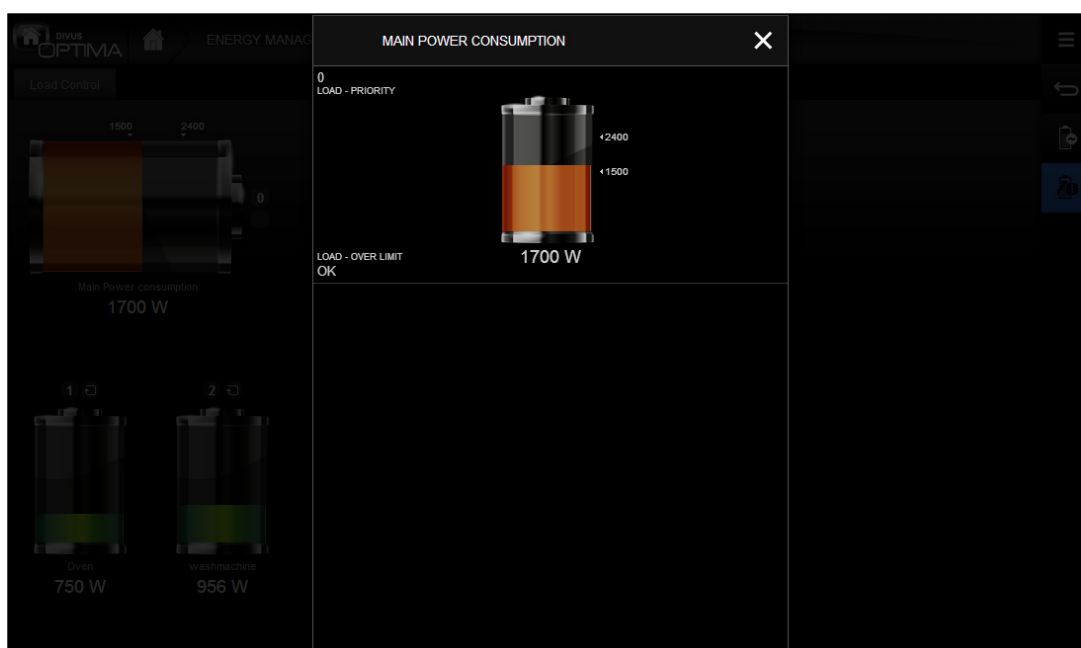 DIVUS
OPTIMA
ENERGY MANAG
MAIN POWER CONSUMPTION
Load Control
0
LOAD - PRIORITY
2400
1500
LOAD - OVER LIMIT
OK
1700 W
1500 2400
0
Main Power consumption
1700 W
1
2
Oven
750 W
washmachine
956 W